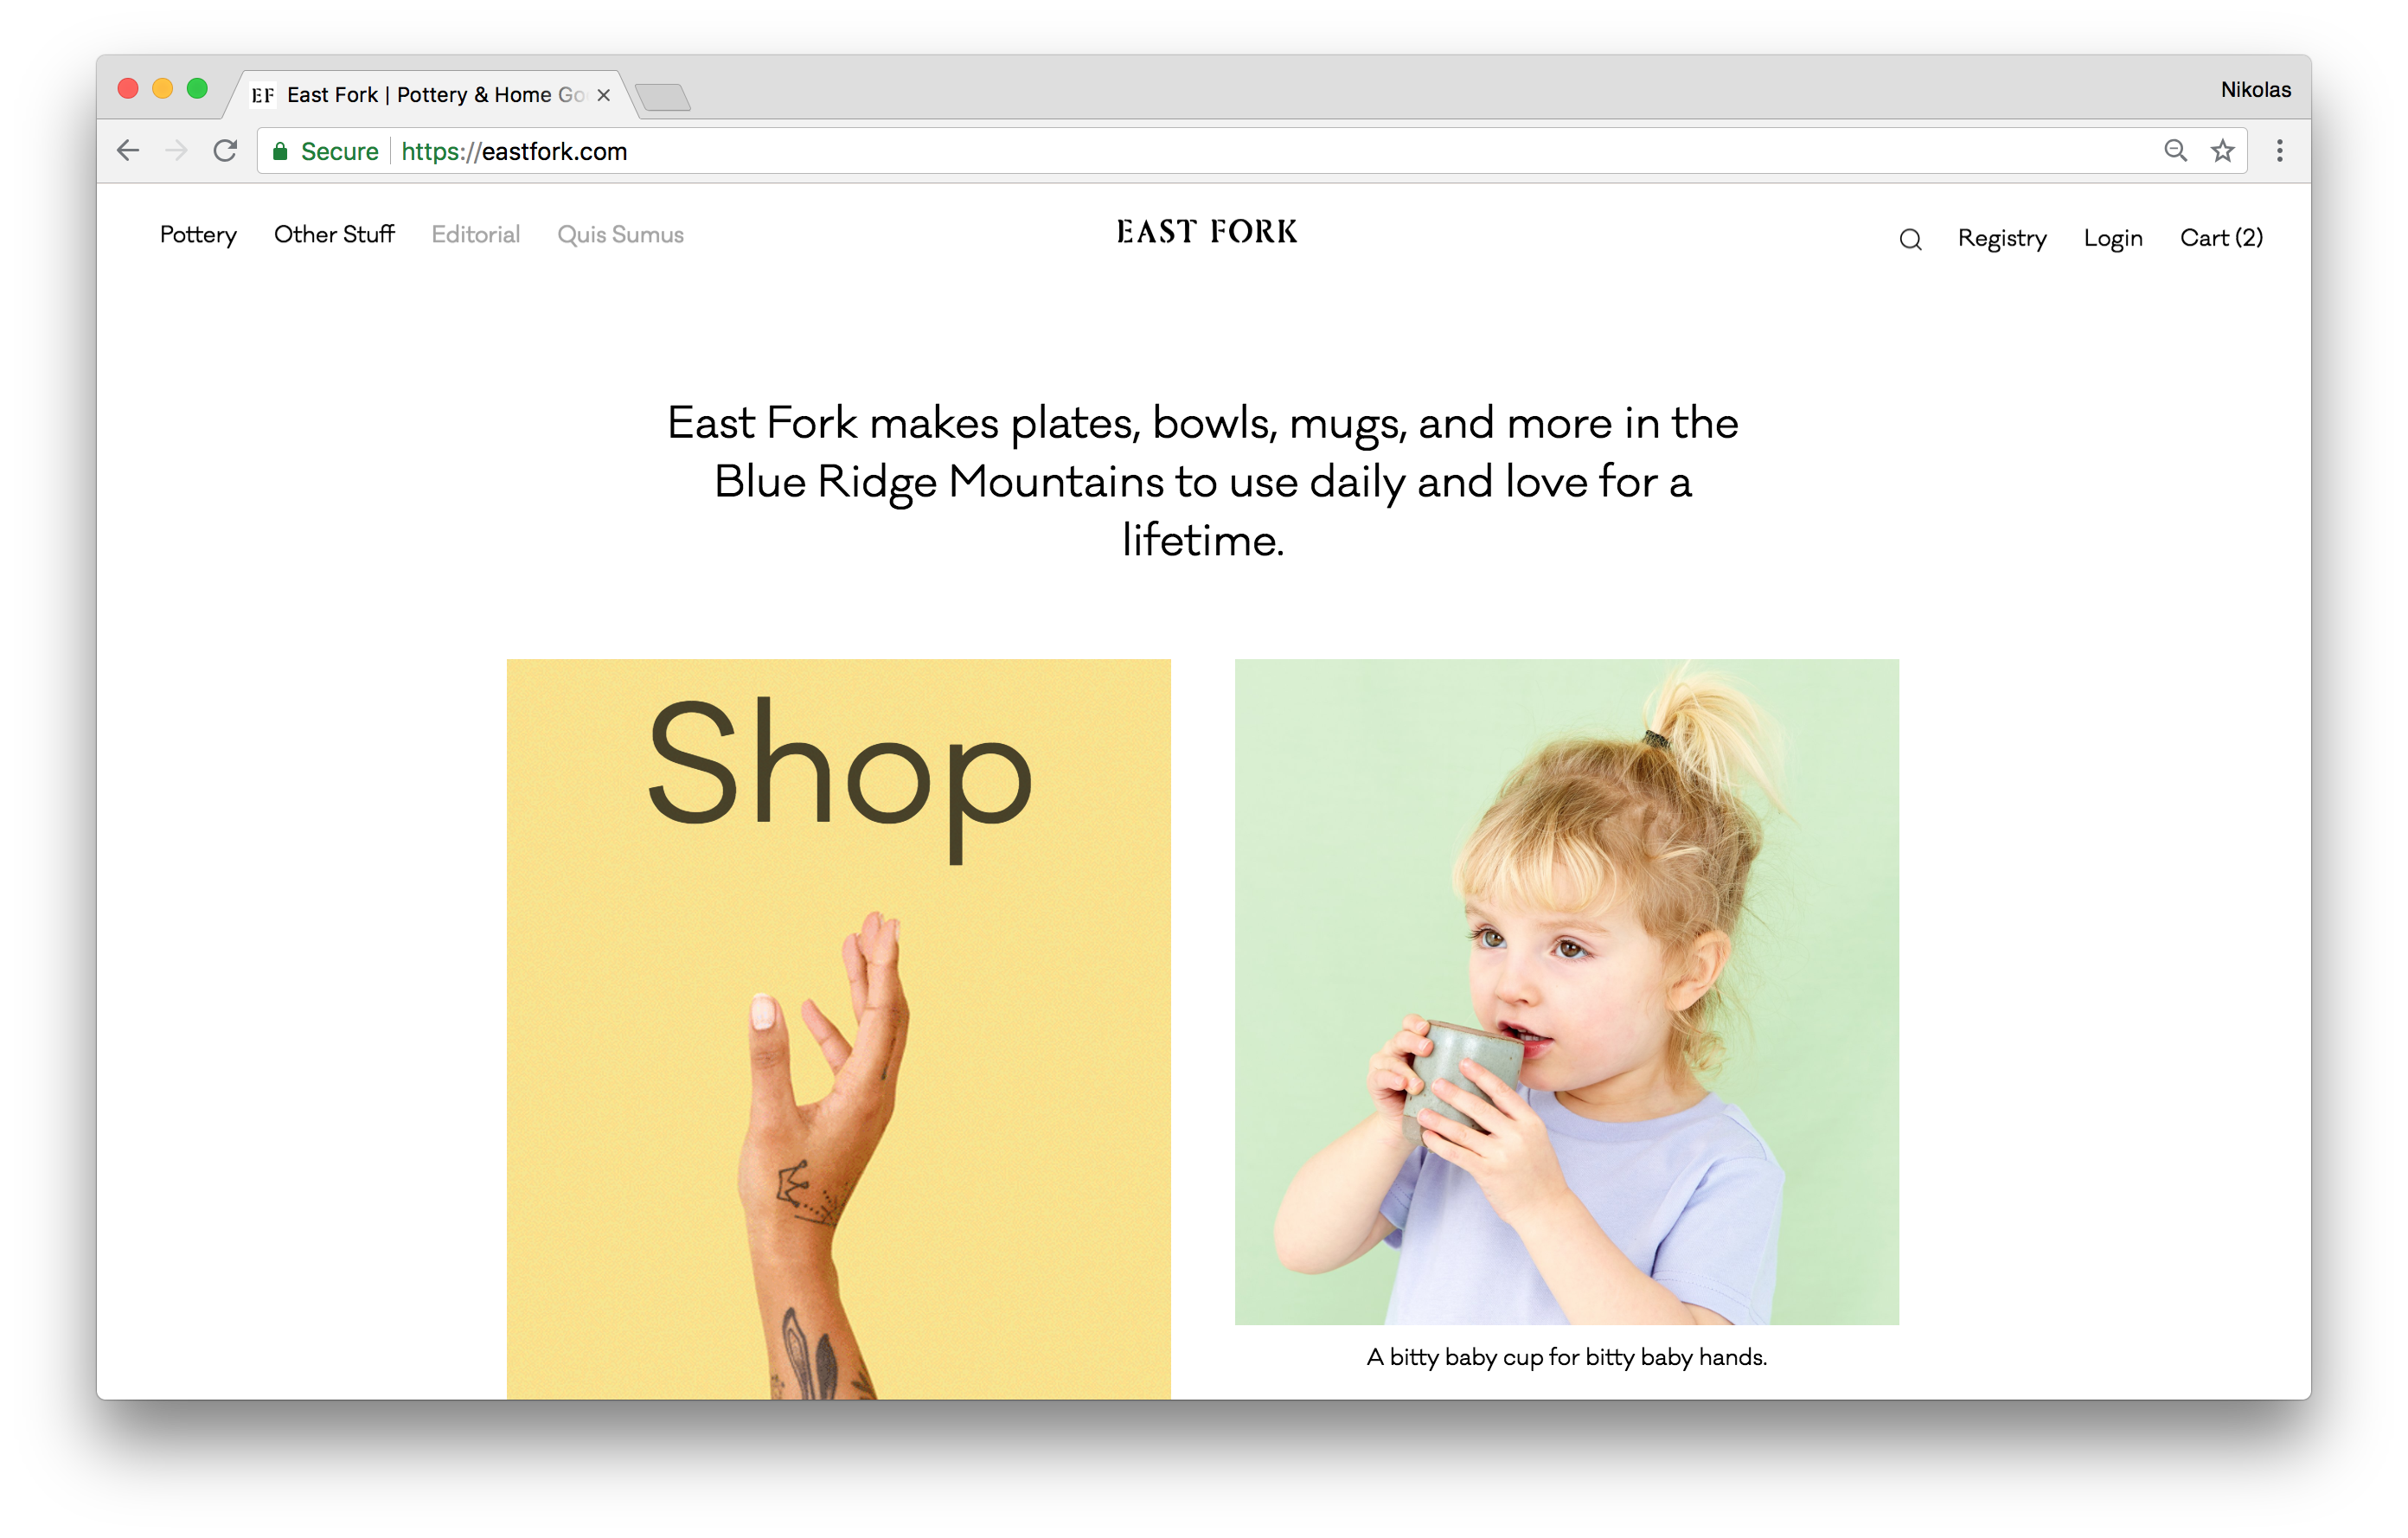 EF East Fork | Pottery & Home Go
Nikolas
Secure https://eastfork.com
Pottery Other Stuff Editorial Quis Sumus EAST FORK Registry Login Cart (2)
East Fork makes plates, bowls, mugs, and more in the
Blue Ridge Mountains to use daily and love for a
lifetime.
Shop
A bitty baby cup for bitty baby hands.